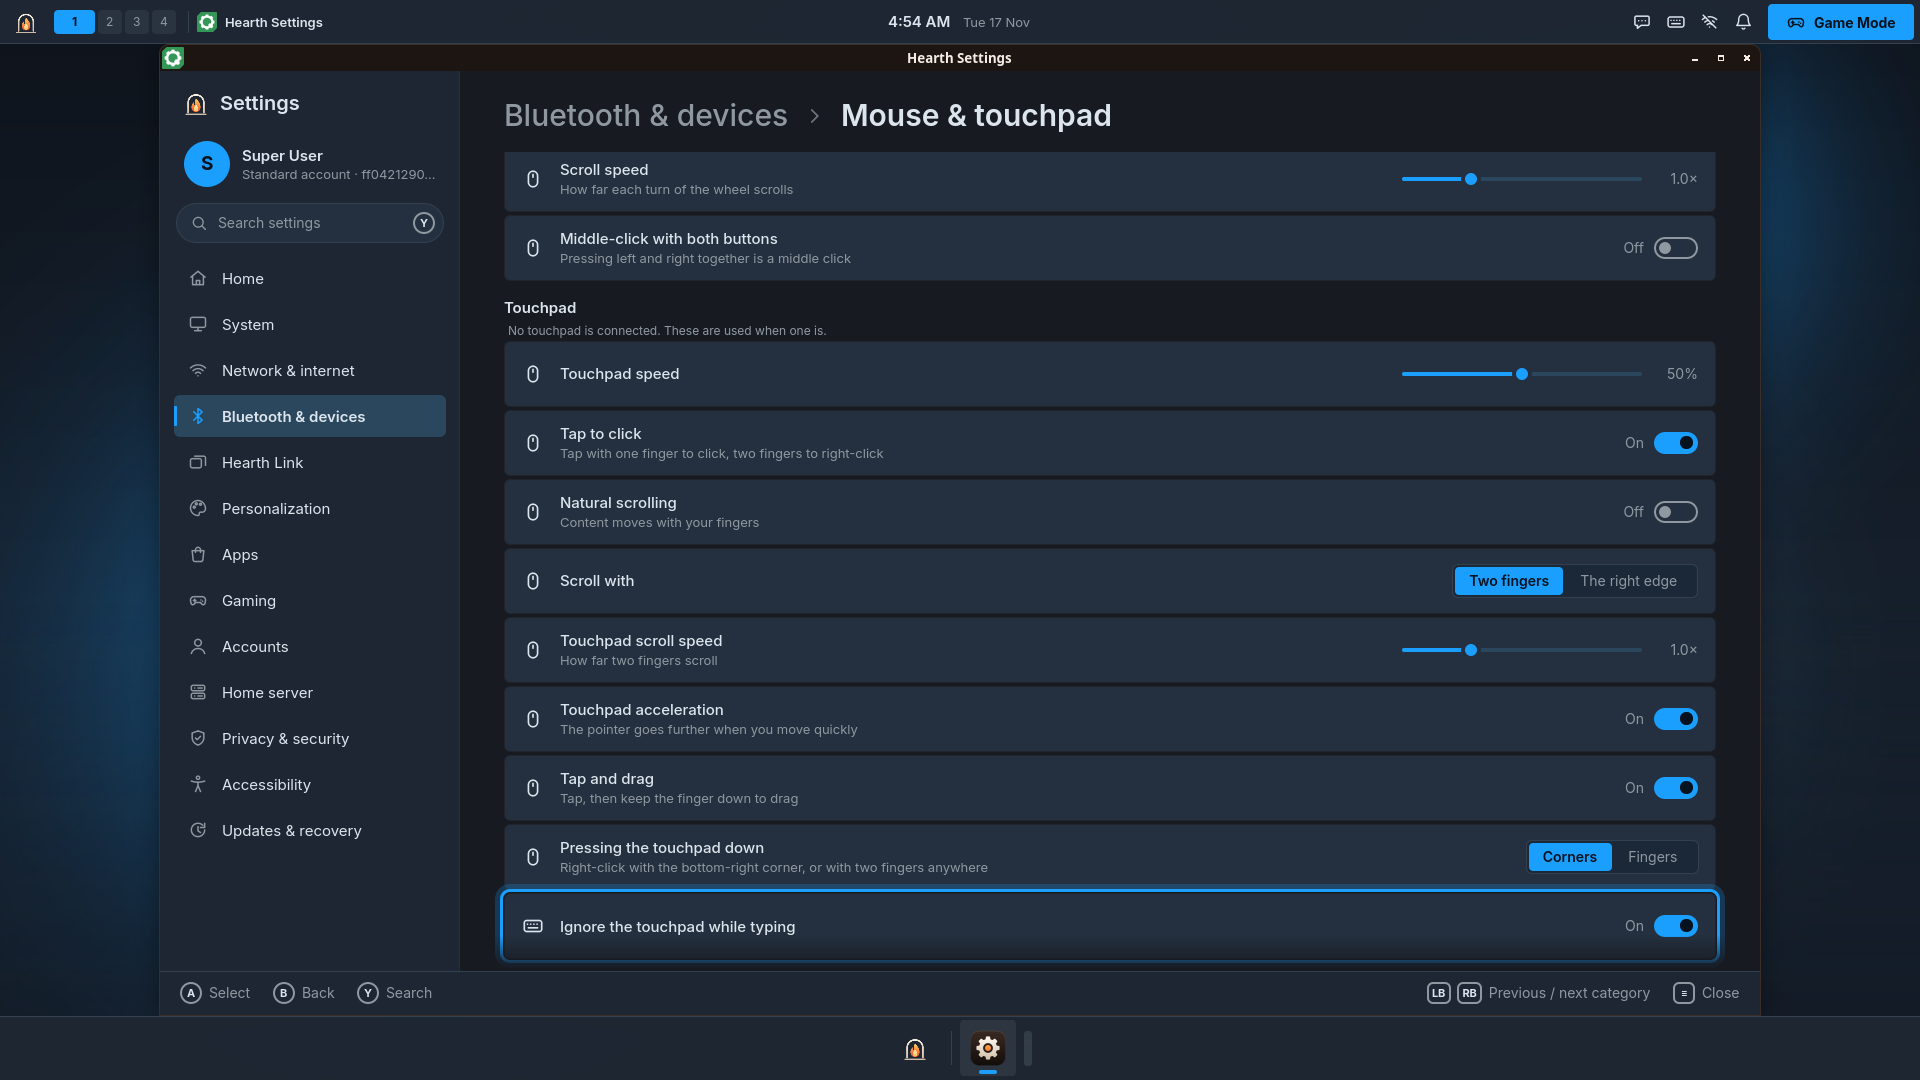 1 2 3 4 Hearth Settings 4:54 AM Tue 17 Nov Game Mode
Hearth Settings
Settings
S Super User
Standard account · ff0421290...
Search settings Y
Home
System
Network & internet
Bluetooth & devices
Hearth Link
Personalization
Apps
Gaming
Accounts
Home server
Privacy & security
Accessibility
Updates & recovery
Bluetooth & devices > Mouse & touchpad
Scroll speed 1.0×
How far each turn of the wheel scrolls
Middle-click with both buttons Off
Pressing left and right together is a middle click
Touchpad
No touchpad is connected. These are used when one is.
Touchpad speed 50%
Tap to click On
Tap with one finger to click, two fingers to right-click
Natural scrolling Off
Content moves with your fingers
Scroll with Two fingers The right edge
Touchpad scroll speed 1.0×
How far two fingers scroll
Touchpad acceleration On
The pointer goes further when you move quickly
Tap and drag On
Tap, then keep the finger down to drag
Pressing the touchpad down Corners Fingers
Right-click with the bottom-right corner, or with two fingers anywhere
Ignore the touchpad while typing On
A Select B Back Y Search LB RB Previous / next category ≡ Close